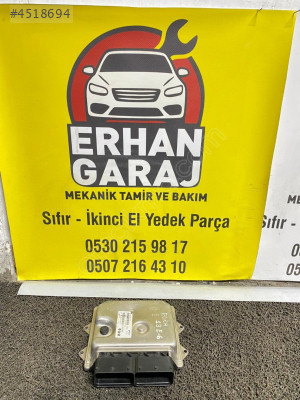 #4518694
ERHAN
GARAJ
MEKANİK TAMİR VE BAKIM
Sıfır - İkinci El Yedek Parça
0530 215 98 17
0507 216 43 10